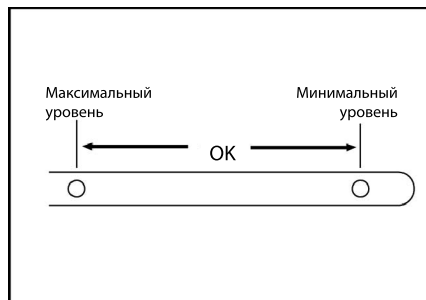 Максимальный
уровень
Минимальный
уровень
OK